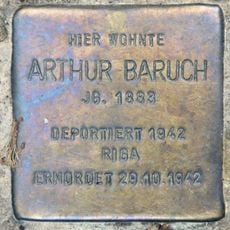 HIER WOHNTE
ARTHUR BARUCH
JG. 1883
DEPORTIERT 1942
RIGA
ERMORDET 29.10.1942